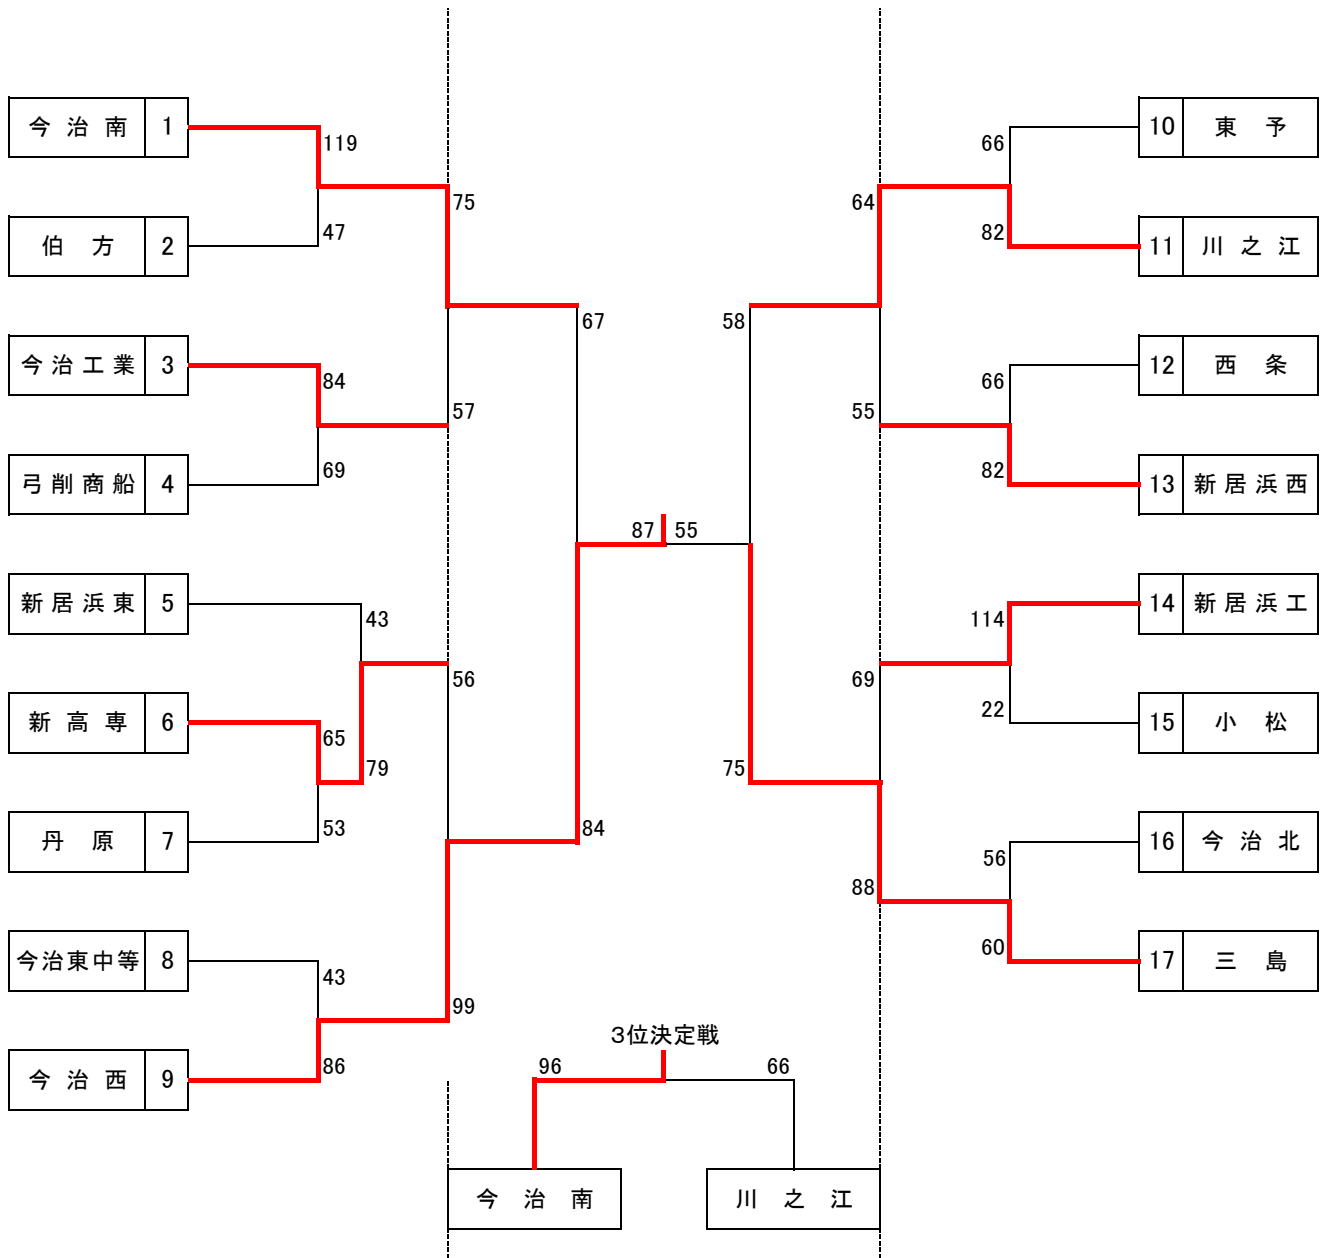 今治南 1
119
伯方 2
47
75
今治工業 3
84
弓削商船 4
69
57
67
新居浜東 5
43
新高専 6
65
丹原 7
53
79
56
今治東中等 8
43
今治西 9
86
99
84
87 55
10 東予
66
11 川之江
82
64
12 西条
66
13 新居浜西
82
55
58
14 新居浜工
114
15 小松
22
69
16 今治北
56
17 三島
60
88
75
3位決定戦
96 66
今治南 川之江